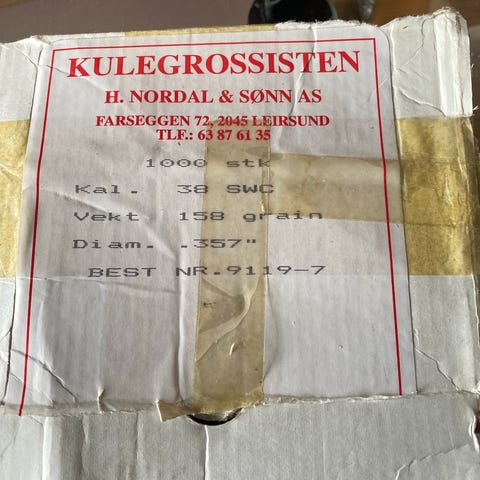 KULEGROSSISTEN
H. NORDAL & SØNN AS
FARSEGGEN 72, 2045 LEIRSUND
TLF.: 63 87 61 35
1000 stk
Kal. 38 SWC
Vekt 158 grain
Diam. .357"
BEST NR.9119-7